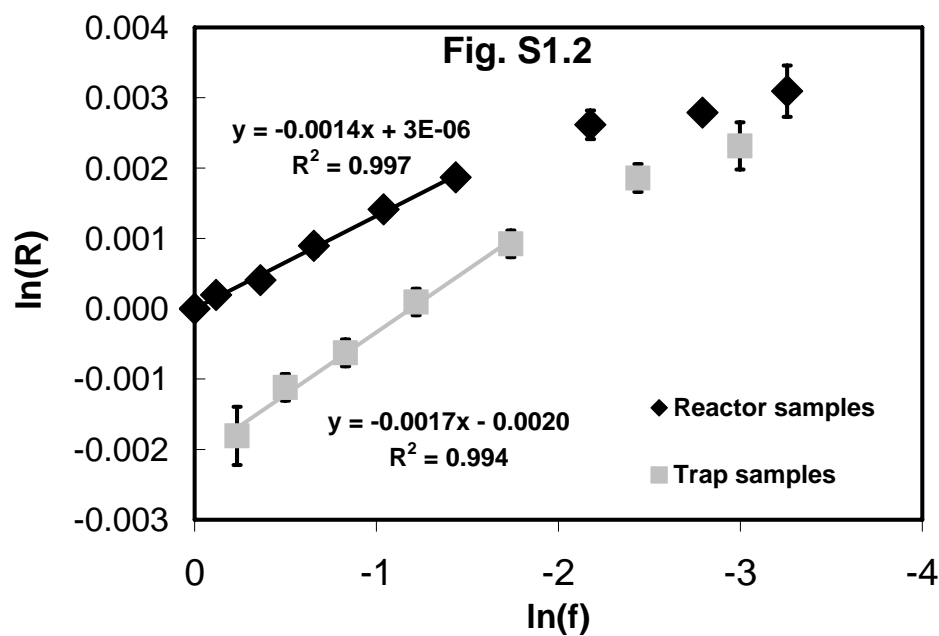 Fig. S1.2
0.004
0.003
0.002
0.001
0.000
-0.001
-0.002
-0.003
ln(R)
y = -0.0014x + 3E-06
R² = 0.997
y = -0.0017x - 0.0020
R² = 0.994
Reactor samples
Trap samples
0 -1 -2 -3 -4
ln(f)